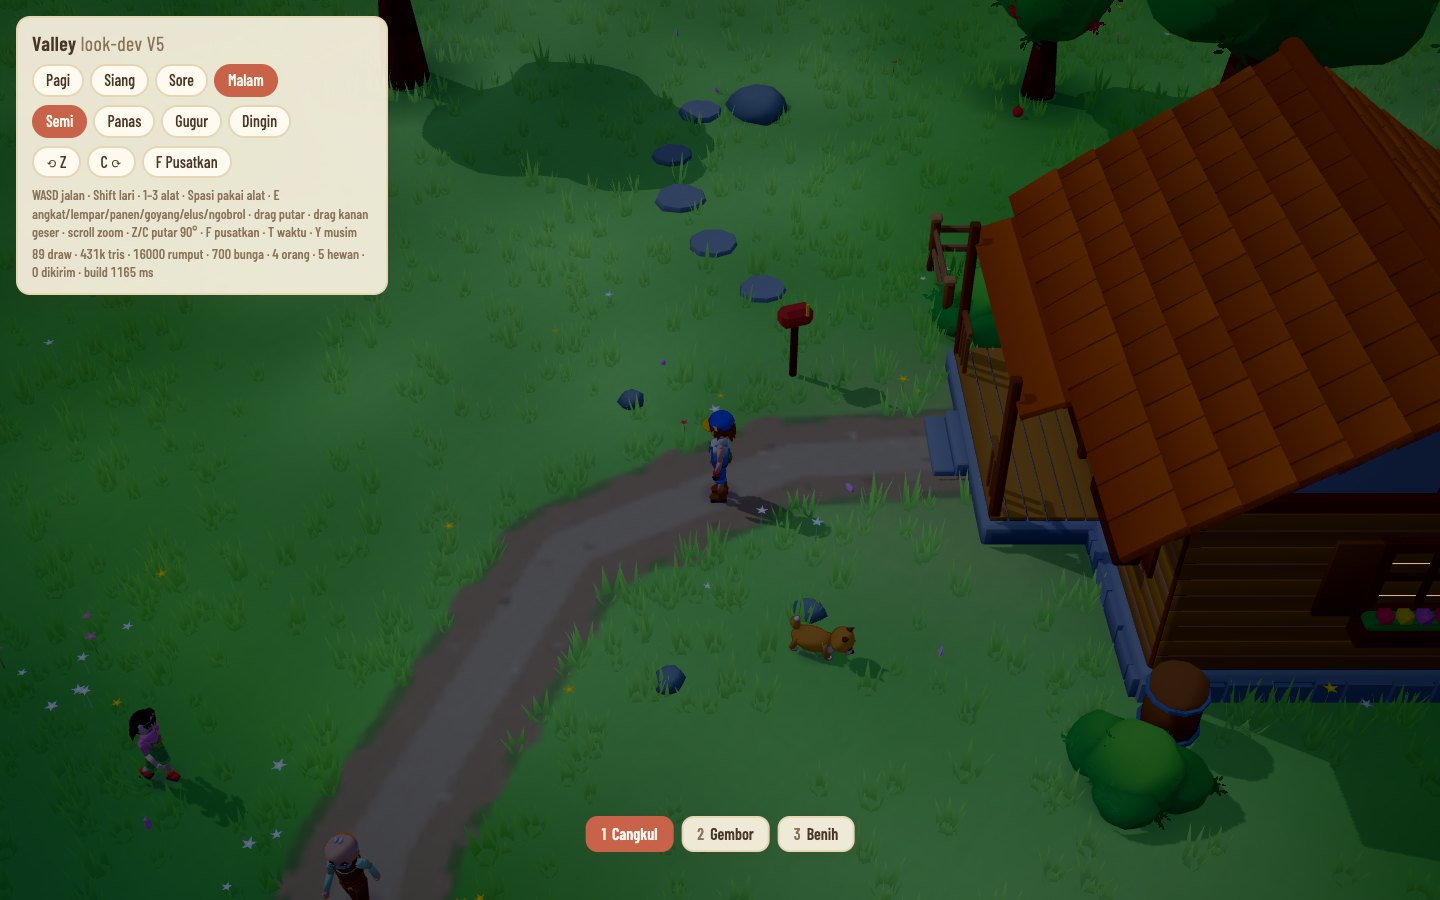 Valley look-dev V5
Pagi Siang Sore Malam
Semi Panas Gugur Dingin
⟲ Z C ⟳ F Pusatkan
WASD jalan · Shift lari · 1–3 alat · Spasi pakai alat · E
angkat/lempar/panen/goyang/elus/ngobrol · drag putar · drag kanan
geser · scroll zoom · Z/C putar 90° · F pusatkan · T waktu · Y musim
89 draw · 431k tris · 16000 rumput · 700 bunga · 4 orang · 5 hewan ·
0 dikirim · build 1165 ms
1 Cangkul 2 Gembor 3 Benih